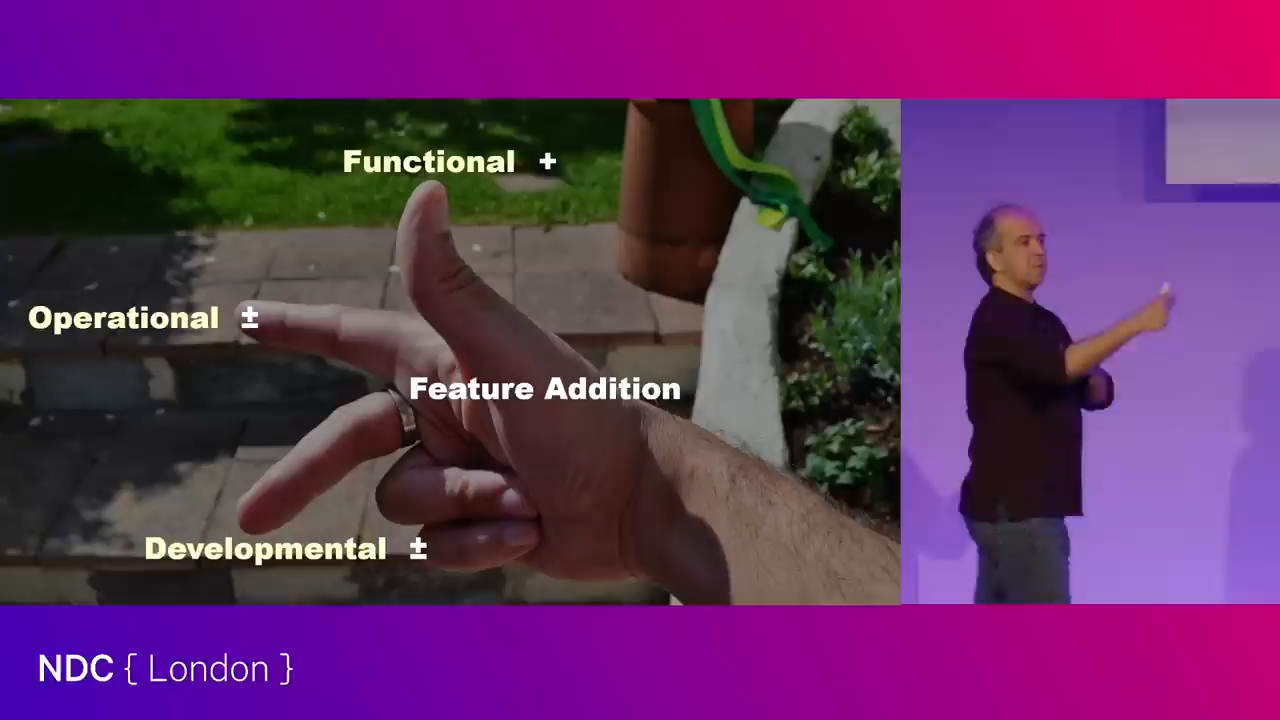 Functional +
Operational ±
Feature Addition
Developmental ±
NDC { London }